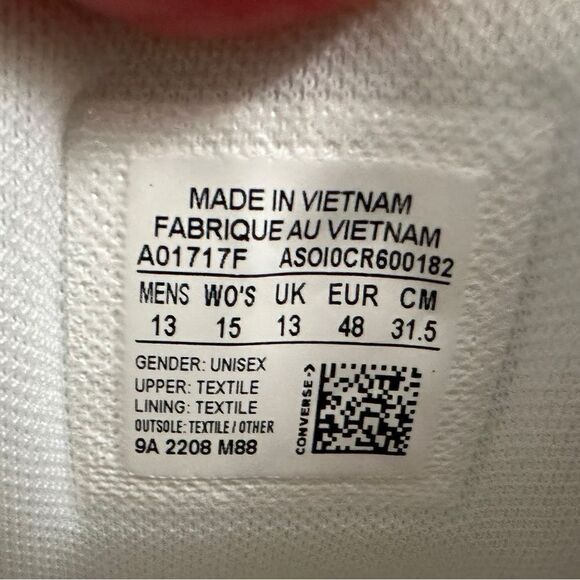 MADE IN VIETNAM
FABRIQUE AU VIETNAM
A01717F ASOI0CR600182
MENS WO'S UK EUR CM
13 15 13 48 31.5
GENDER: UNISEX
UPPER: TEXTILE
LINING: TEXTILE
OUTSOLE: TEXTILE / OTHER
9A 2208 M88
CONVERSE